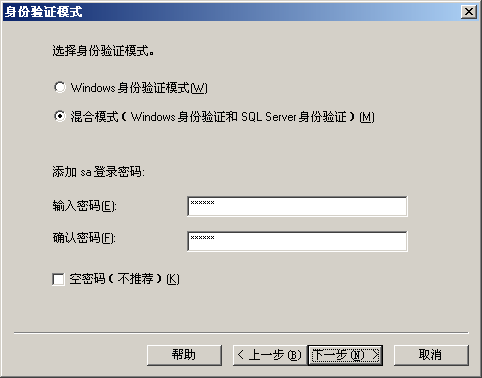 身份验证模式
选择身份验证模式。
Windows 身份验证模式(W)
混合模式（Windows 身份验证和 SQL Server 身份验证）(M)
添加 sa 登录密码:
输入密码(E):
******
确认密码(F):
******
空密码（不推荐）(K)
帮助
< 上一步 (B)
下一步 (N) >
取消